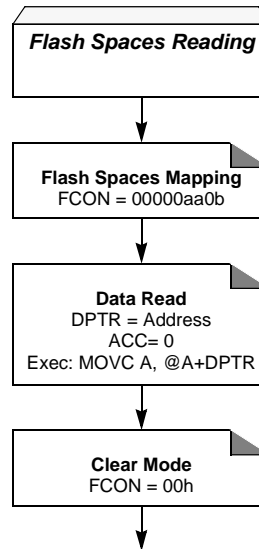 Flash Spaces Reading
Flash Spaces Mapping
FCON = 00000aa0b
Data Read
DPTR = Address
ACC= 0
Exec: MOVC A, @A+DPTR
Clear Mode
FCON = 00h